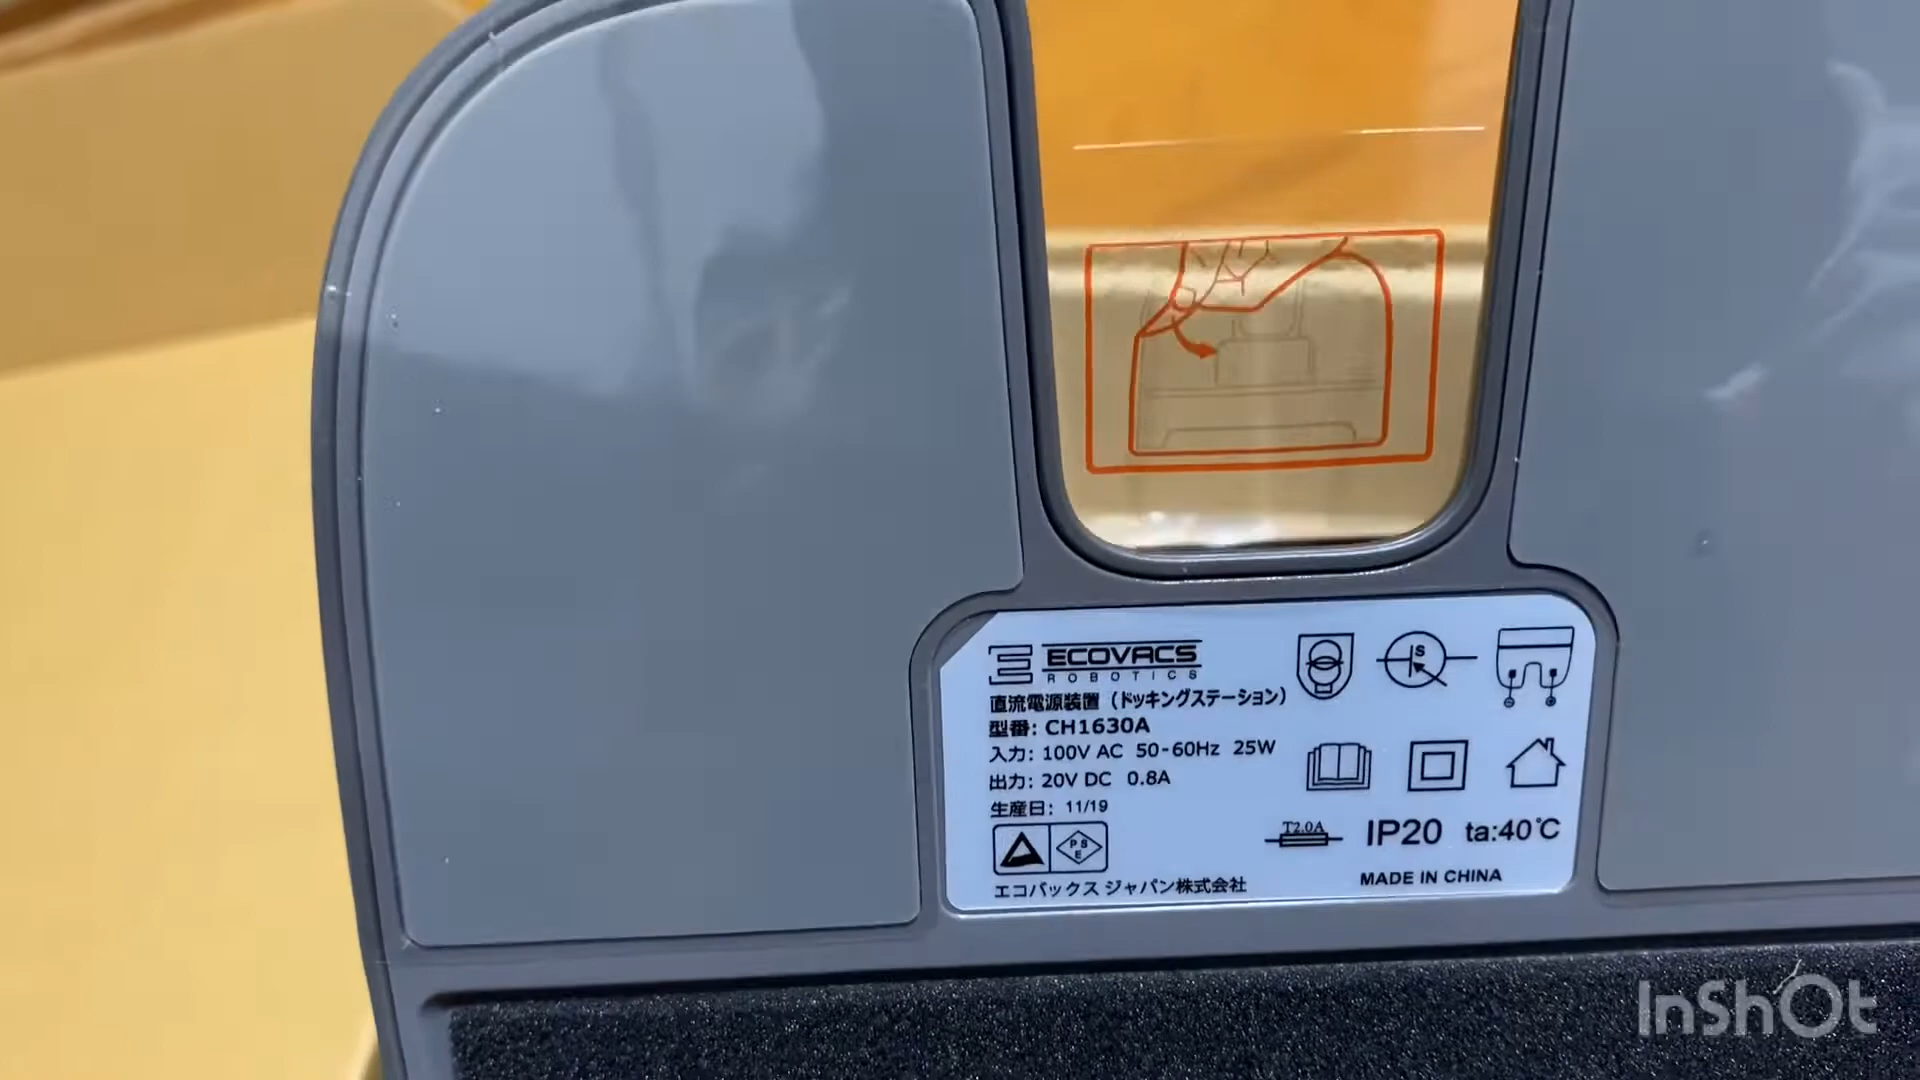 ECOVACS
ROBOTICS
直流電源装置（ドッキングステーション）
型番: CH1630A
入力: 100V AC 50-60Hz 25W
出力: 20V DC 0.8A
生産日: 11/19
PS
E
エコバックス ジャパン株式会社
S
T2.0A
IP20 ta:40℃
MADE IN CHINA
InShOt